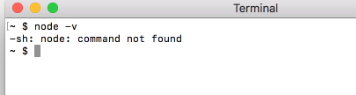 Terminal
[~ $ node -v
-sh: node: command not found
~ $